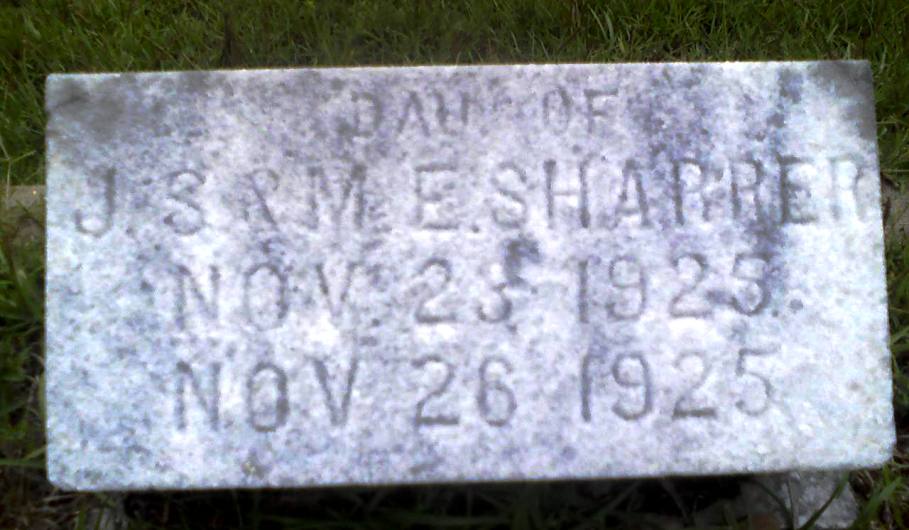 DAU OF
J. S. & M. E. SHARRER
NOV 23 1925
NOV 26 1925